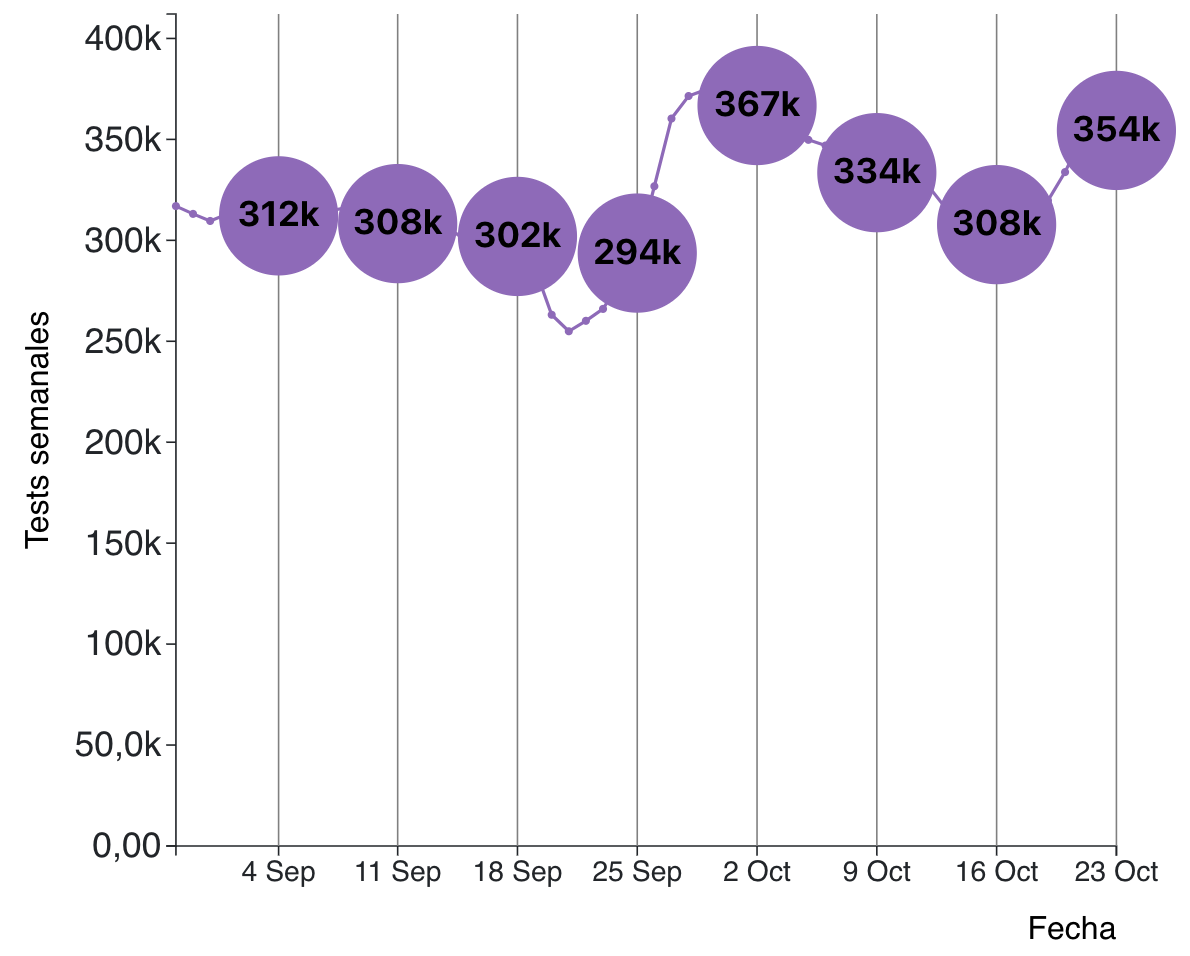 400k
350k
300k
250k
200k
150k
100k
50,0k
0,00
Tests semanales
312k
308k
302k
294k
367k
334k
308k
354k
4 Sep
11 Sep
18 Sep
25 Sep
2 Oct
9 Oct
16 Oct
23 Oct
Fecha